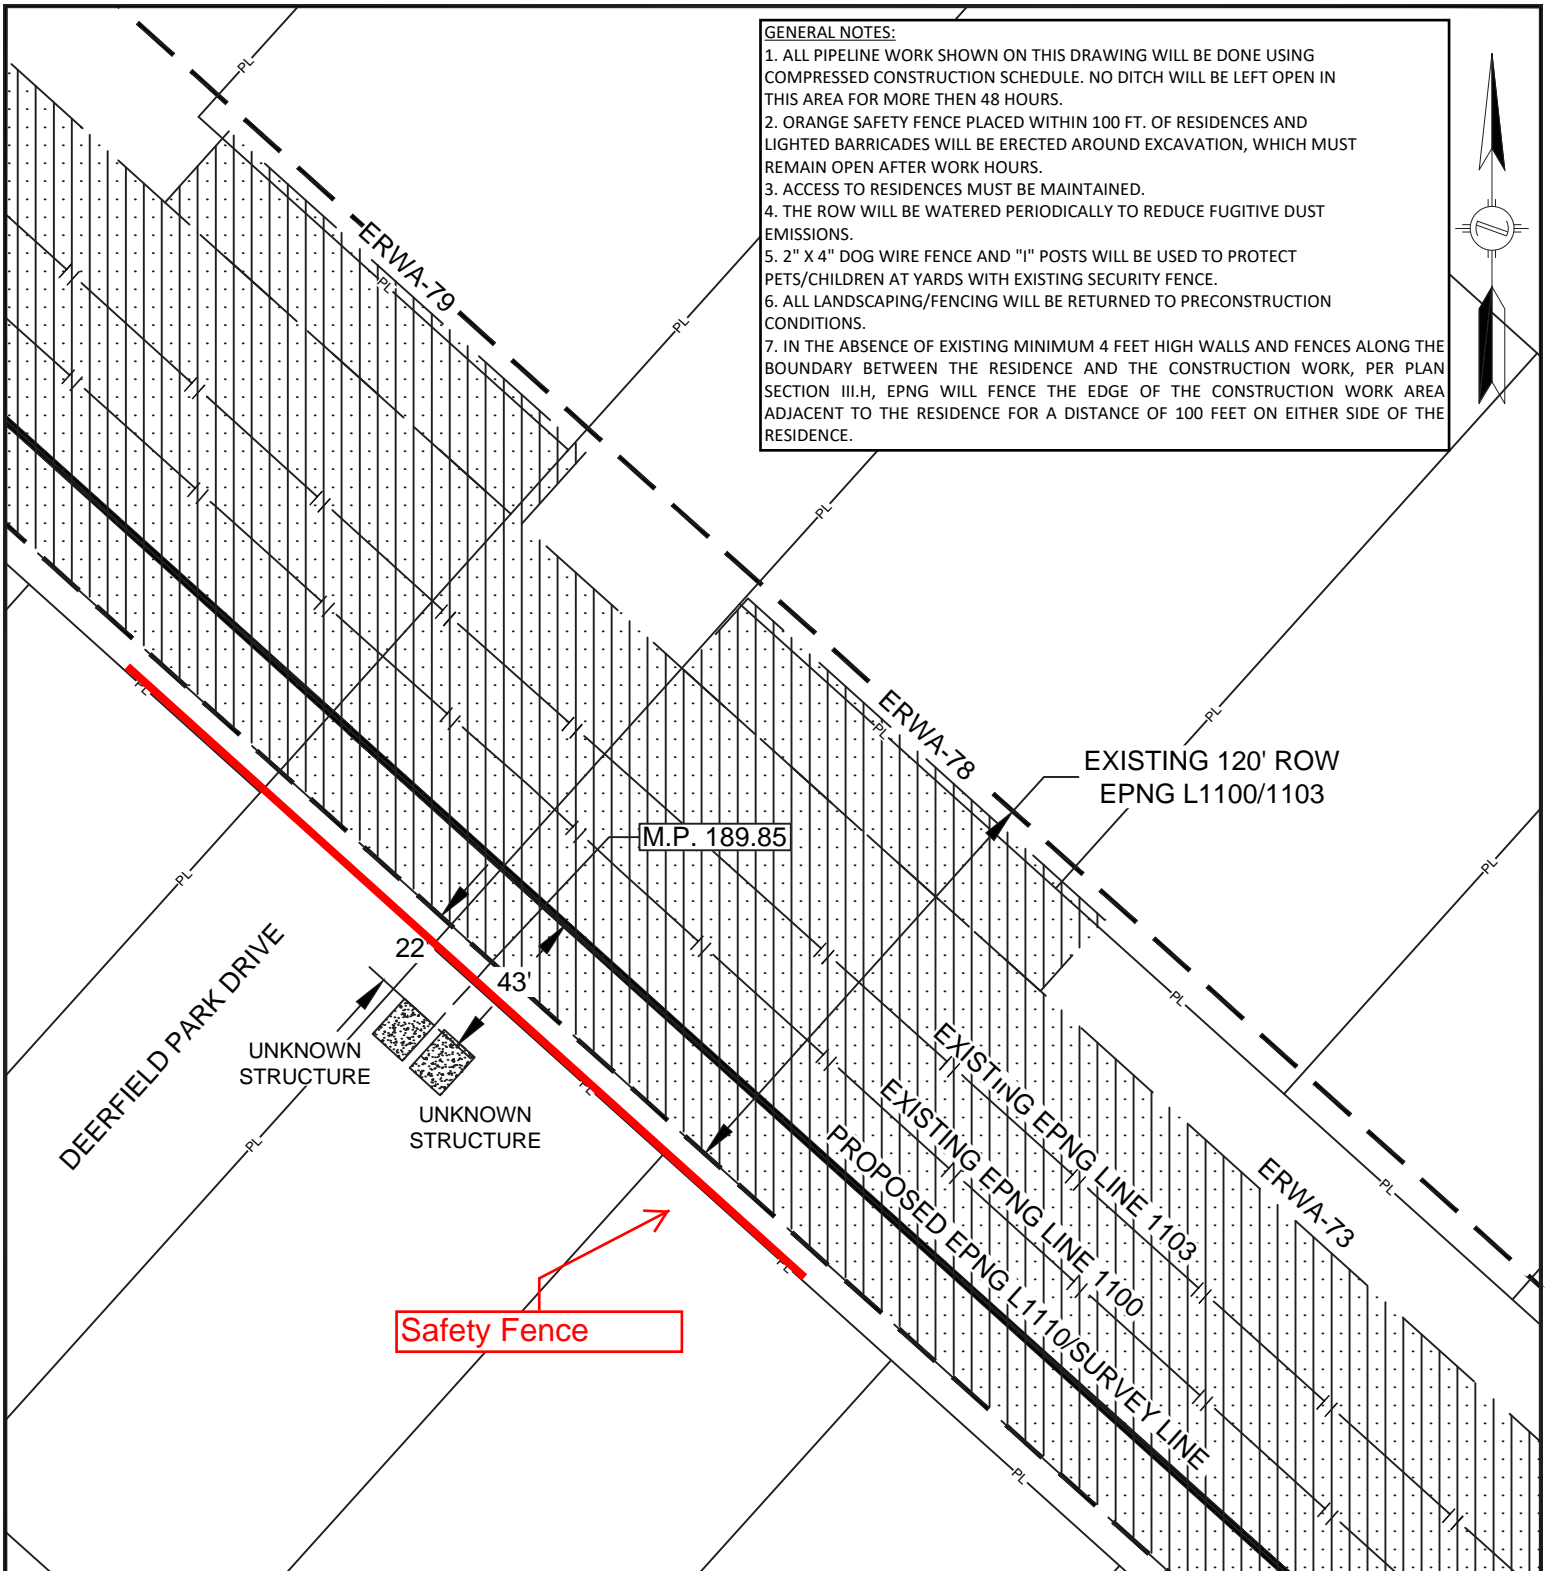 GENERAL NOTES:
1. ALL PIPELINE WORK SHOWN ON THIS DRAWING WILL BE DONE USING
COMPRESSED CONSTRUCTION SCHEDULE. NO DITCH WILL BE LEFT OPEN IN
THIS AREA FOR MORE THEN 48 HOURS.
2. ORANGE SAFETY FENCE PLACED WITHIN 100 FT. OF RESIDENCES AND
LIGHTED BARRICADES WILL BE ERECTED AROUND EXCAVATION, WHICH MUST
REMAIN OPEN AFTER WORK HOURS.
3. ACCESS TO RESIDENCES MUST BE MAINTAINED.
4. THE ROW WILL BE WATERED PERIODICALLY TO REDUCE FUGITIVE DUST
EMISSIONS.
5. 2" X 4" DOG WIRE FENCE AND "I" POSTS WILL BE USED TO PROTECT
PETS/CHILDREN AT YARDS WITH EXISTING SECURITY FENCE.
6. ALL LANDSCAPING/FENCING WILL BE RETURNED TO PRECONSTRUCTION
CONDITIONS.
7. IN THE ABSENCE OF EXISTING MINIMUM 4 FEET HIGH WALLS AND FENCES ALONG THE
BOUNDARY BETWEEN THE RESIDENCE AND THE CONSTRUCTION WORK, PER PLAN
SECTION III.H, EPNG WILL FENCE THE EDGE OF THE CONSTRUCTION WORK AREA
ADJACENT TO THE RESIDENCE FOR A DISTANCE OF 100 FEET ON EITHER SIDE OF THE
RESIDENCE.
PL
N
ERWA-79
PL
PL
PL
PL
ERWA-78
PL
PL
EXISTING 120' ROW
EPNG L1100/1103
M.P. 189.85
PL
PL
22'
43'
DEERFIELD PARK DRIVE
UNKNOWN
STRUCTURE
UNKNOWN
STRUCTURE
PL
PL
PL
PL
EXISTING EPNG LINE 1103
EXISTING EPNG LINE 1100
PROPOSED EPNG L1110/SURVEY LINE
ERWA-73
PL
PL
Safety Fence